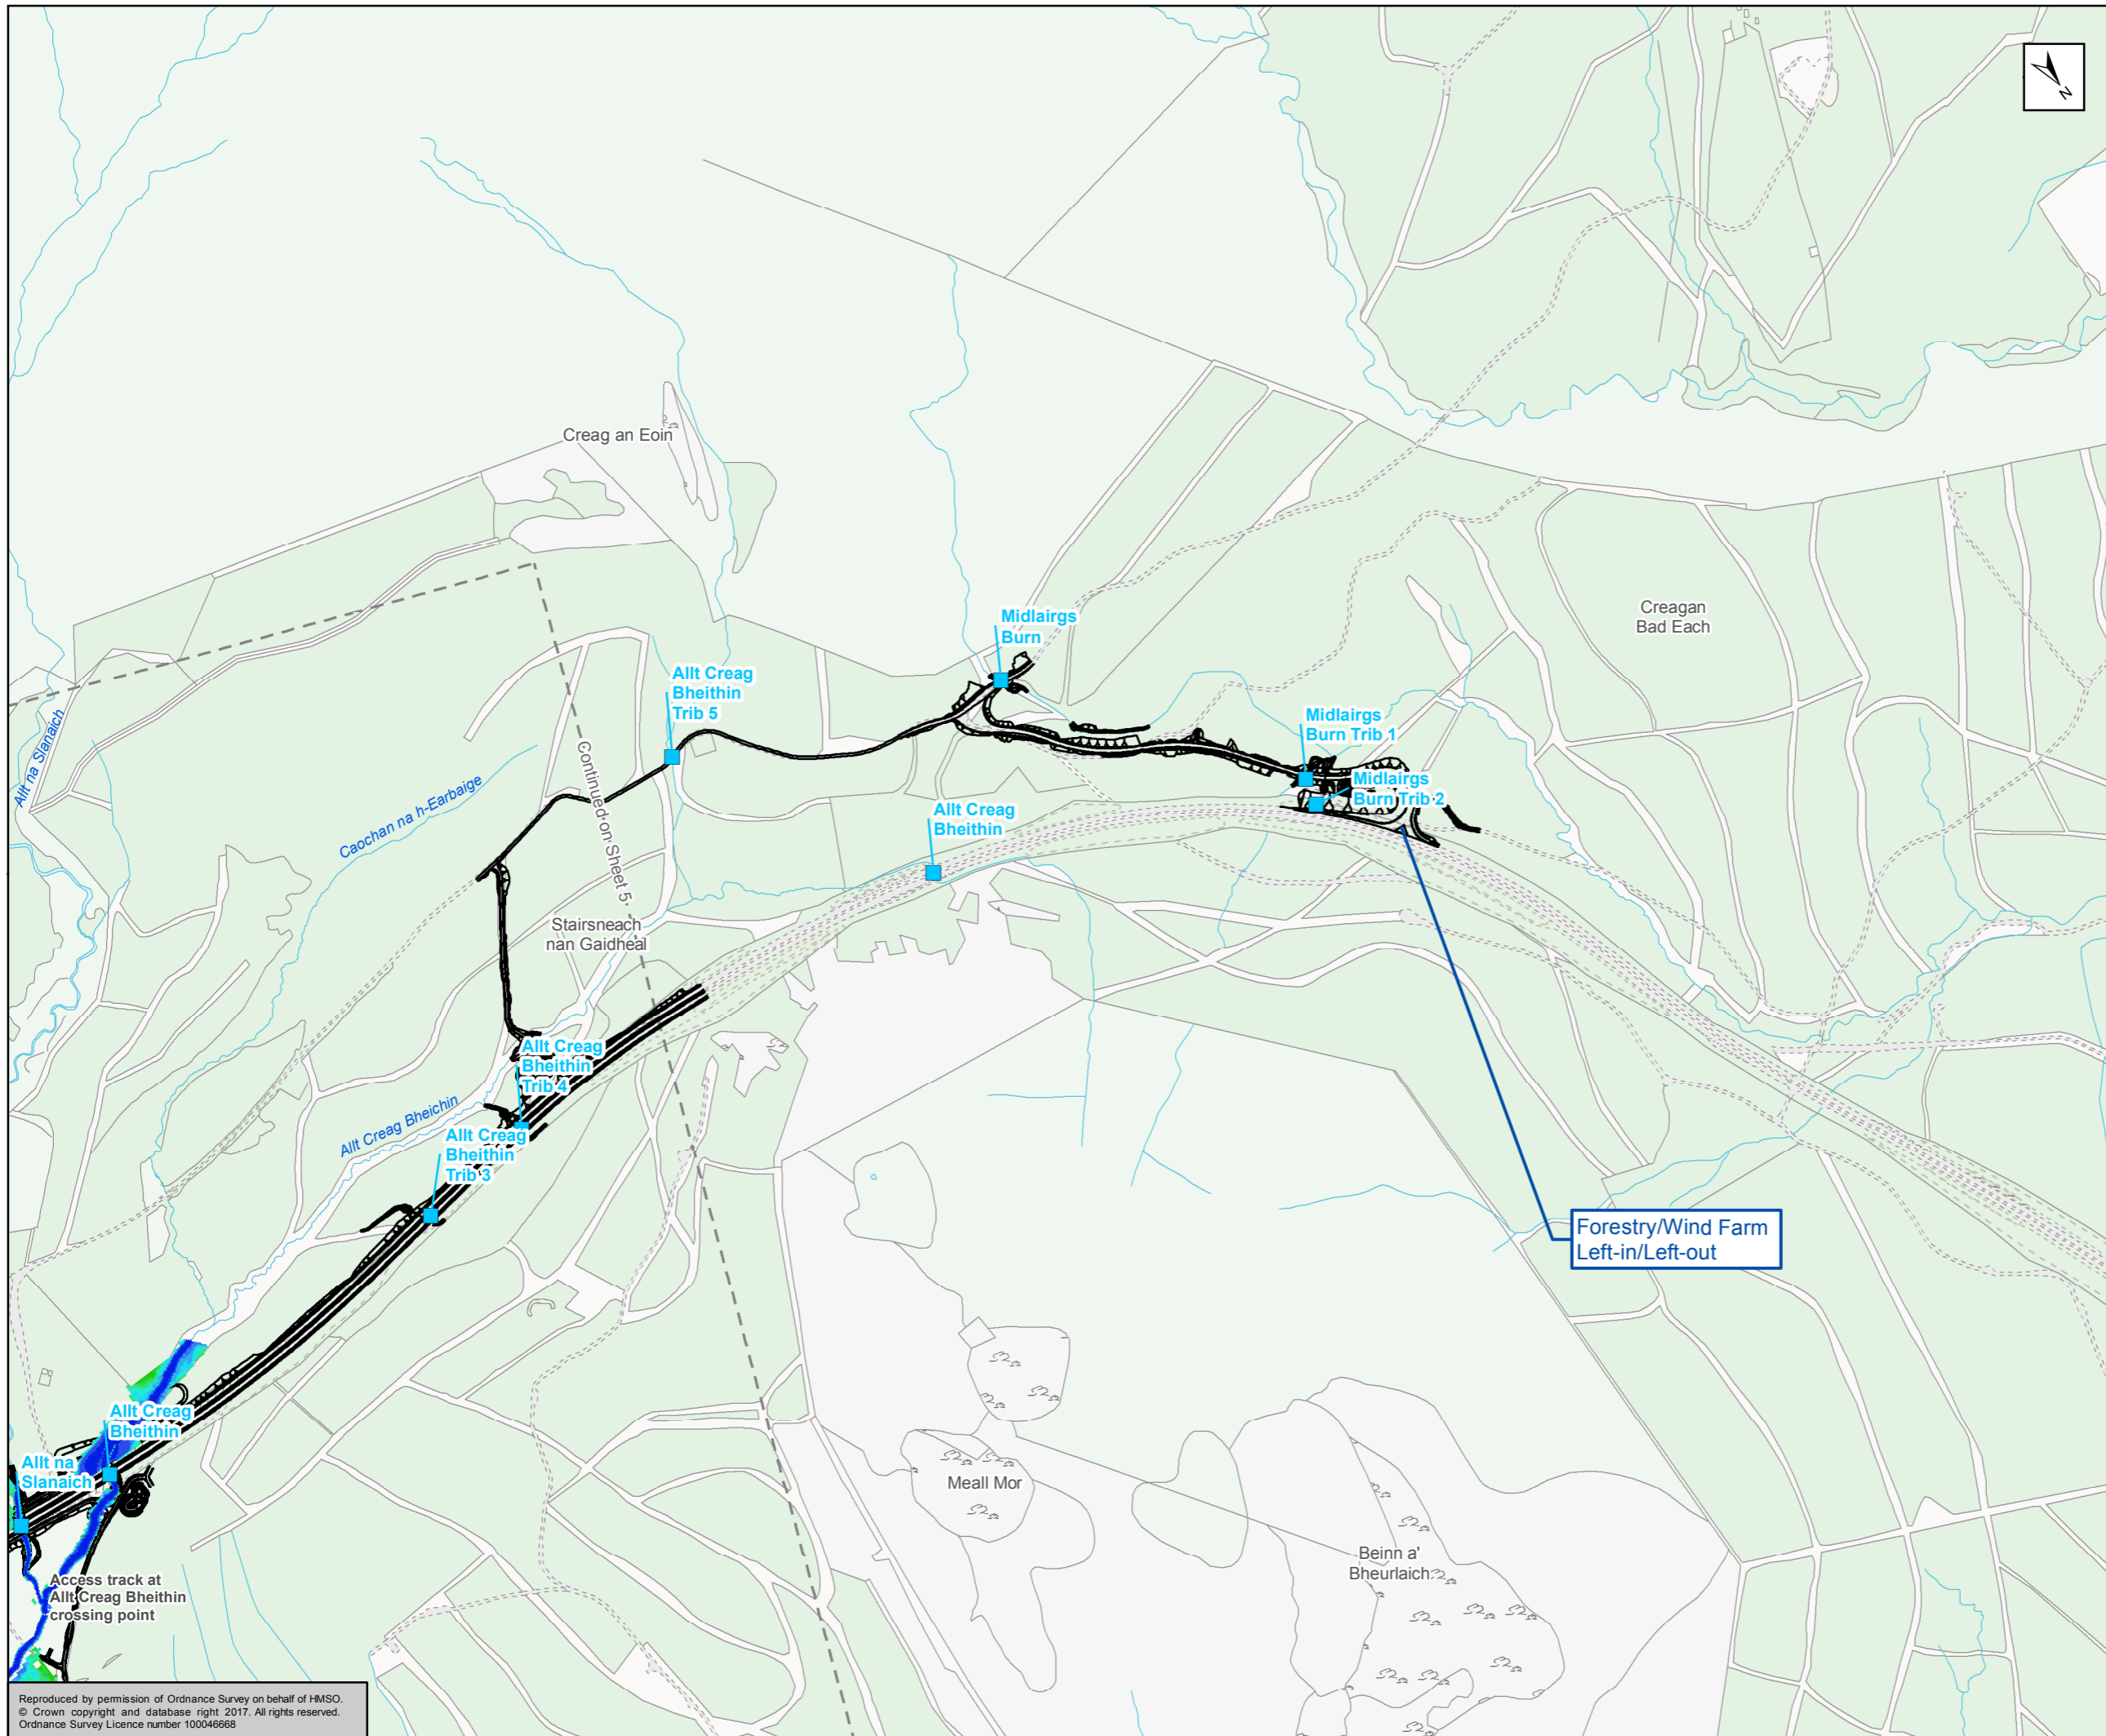 N
Creag an Eoin
Midlairgs
Burn
Creagan
Bad Each
Allt Creag
Bheithin
Trib 5
Allt na Slanaich
Midlairgs
Burn Trib 1
Continued on Sheet 5
Caochan na h-Earbaige
Midlairgs
Burn Trib 2
Allt Creag
Bheithin
Stairsneach
nan Gaidheal
Allt Creag
Bheithin
Trib 4
Allt Creag Bheichin
Allt Creag
Bheithin
Trib 3
Forestry/Wind Farm
Left-in/Left-out
Allt Creag
Bheithin
Allt na
Slanaich
Meall Mor
Beinn a'
Bheurlaich
Access track at
Allt Creag Bheithin
crossing point
Reproduced by permission of Ordnance Survey on behalf of HMSO.
© Crown copyright and database right 2017. All rights reserved.
Ordnance Survey Licence number 100046668